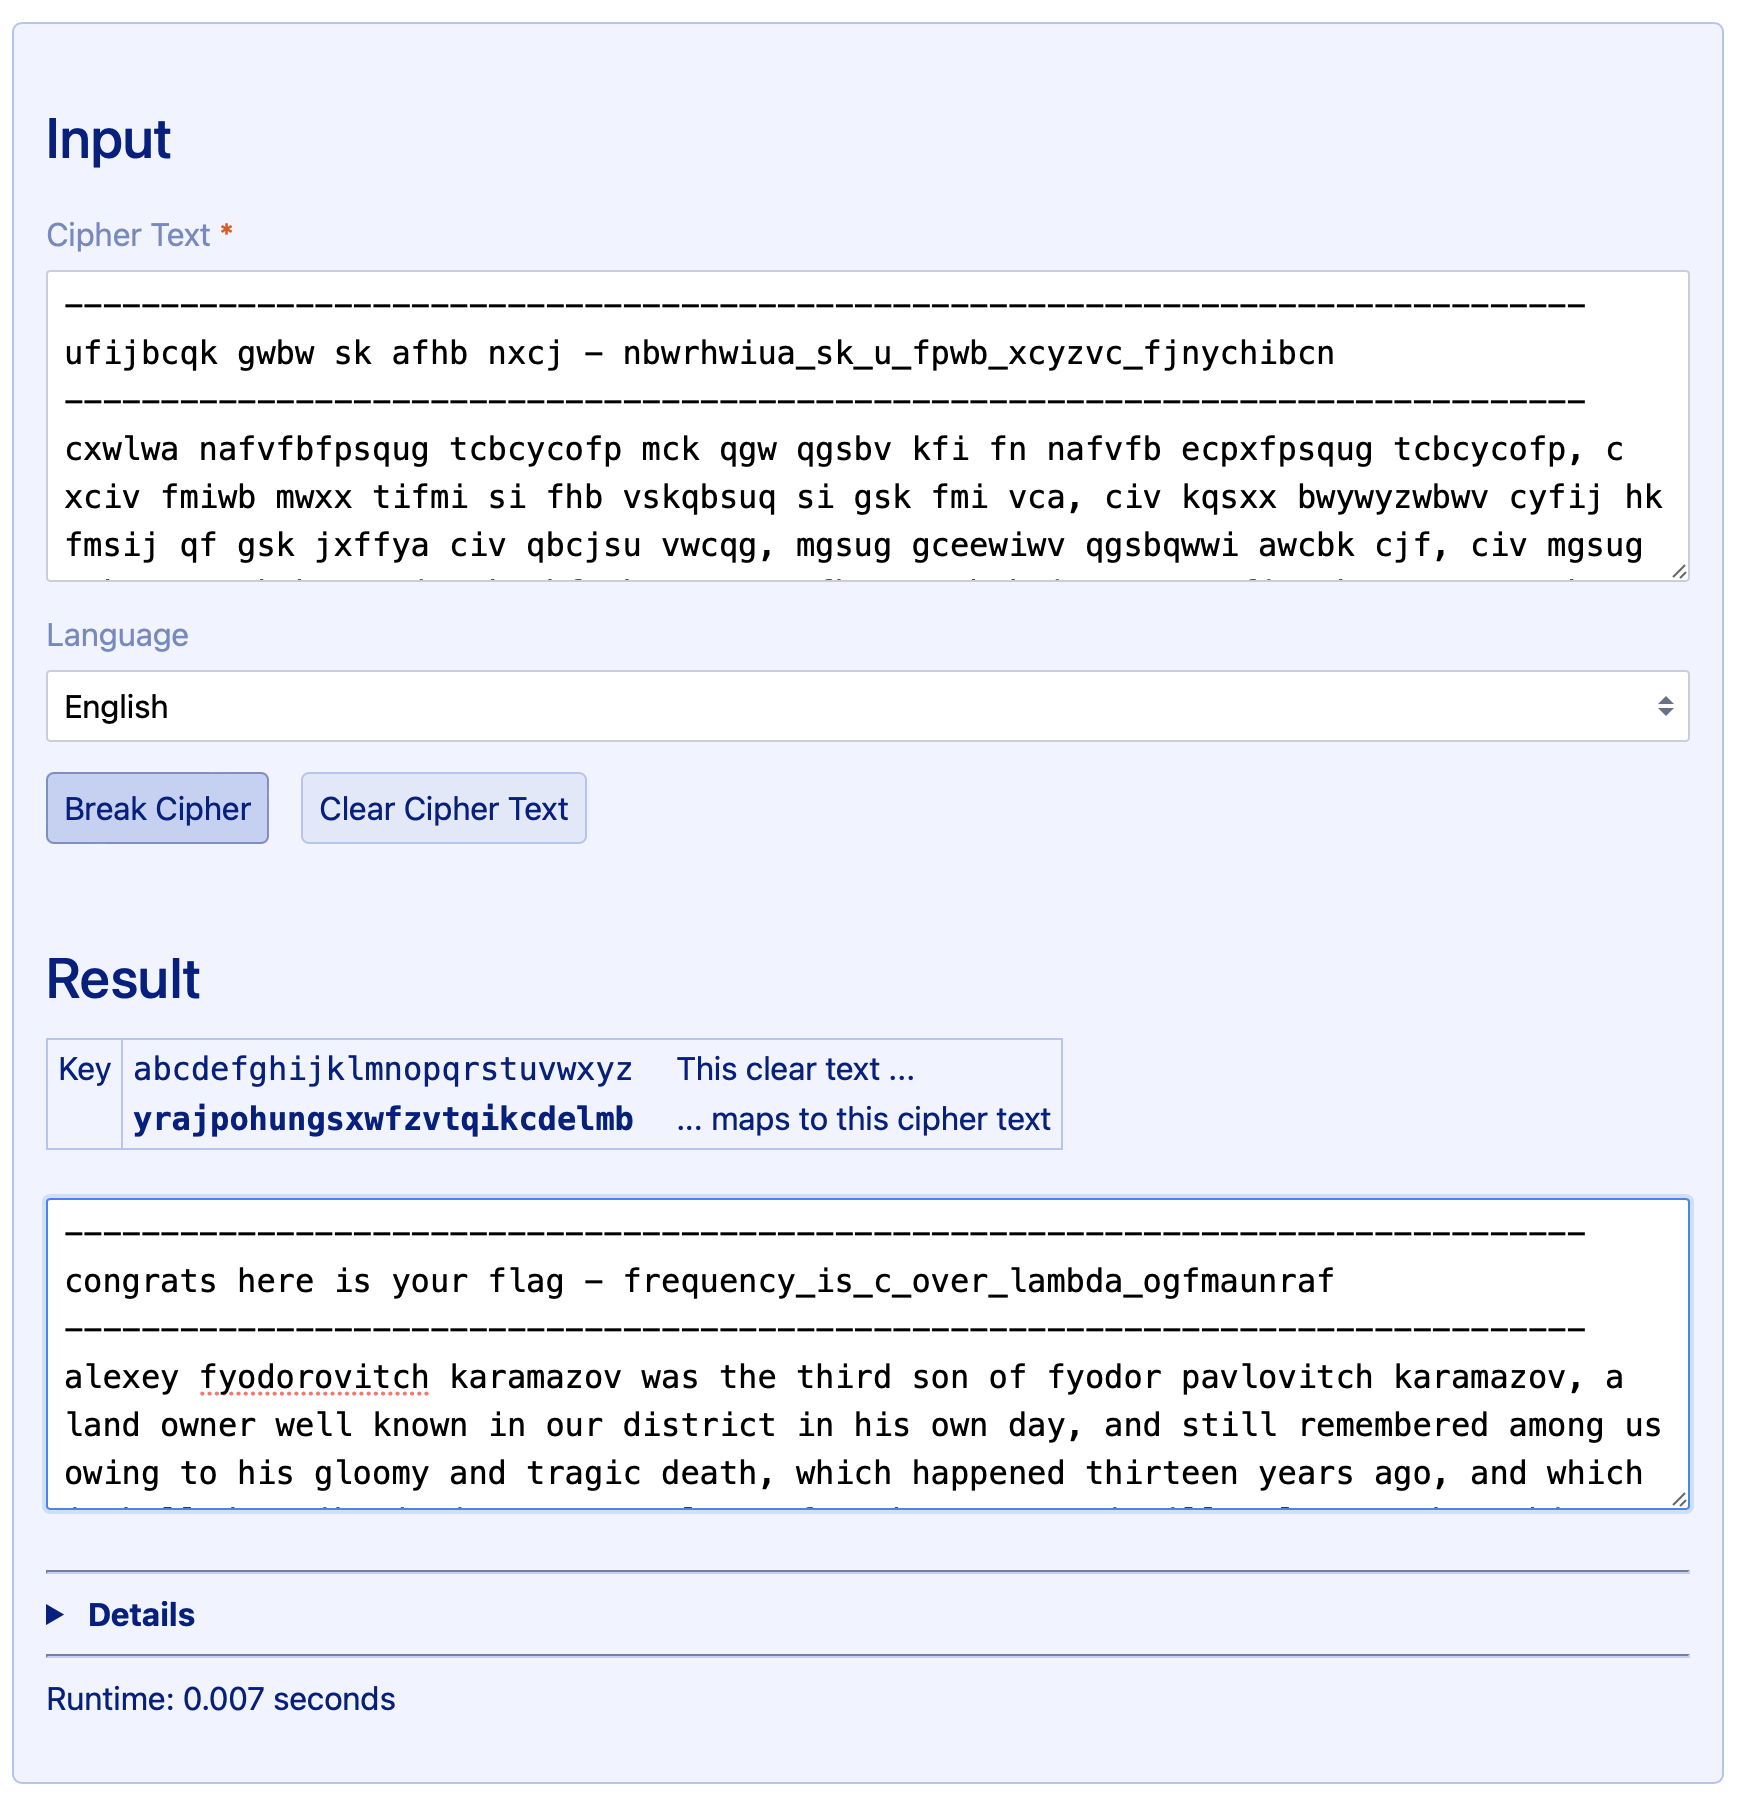 Input
Cipher Text *
-------------------------------------------------------------------------------
ufijbcqk gwbw sk afhb nxcj - nbwrhwiua_sk_u_fpwb_xcyzvc_fjnychibcn
-------------------------------------------------------------------------------
cxwlwa nafvfbfpsqug tcbcycofp mck qgw qgsbv kfi fn nafvfb ecpxfpsqug tcbcycofp, c
xciv fmiwb mwxx tifmi si fhb vskqbsuq si gsk fmi vca, civ kqsxx bwywyzwbwv cyfij hk
fmsij qf gsk jxffya civ qbcjsu vwcqg, mgsug gceewiwv qgsbqwwi awcbk cjf, civ mgsug
Language
English
Break Cipher
Clear Cipher Text
Result
Key abcdefghijklmnopqrstuvwxyz This clear text ...
yrajpohungsxwfzvtqikcdelmb ... maps to this cipher text
-------------------------------------------------------------------------------
congrats here is your flag - frequency_is_c_over_lambda_ogfmaunraf
-------------------------------------------------------------------------------
alexey fyodorovitch karamazov was the third son of fyodor pavlovitch karamazov, a
land owner well known in our district in his own day, and still remembered among us
owing to his gloomy and tragic death, which happened thirteen years ago, and which
Details
Runtime: 0.007 seconds